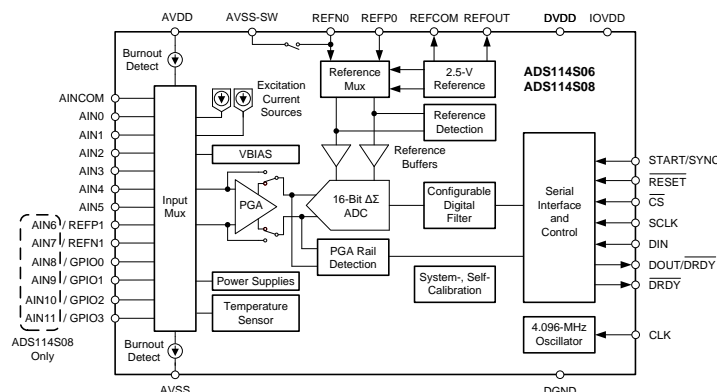 AVDD
AVSS-SW
REFN0
REFP0
REFCOM
REFOUT
DVDD
IOVDD
Burnout
Detect
Reference
Mux
2.5-V
Reference
ADS114S06
ADS114S08
Excitation
Current
Sources
Reference
Detection
AINCOM
AIN0
AIN1
AIN2
AIN3
AIN4
AIN5
AIN6 / REFP1
AIN7 / REFN1
AIN8 / GPIO0
AIN9 / GPIO1
AIN10 / GPIO2
AIN11 / GPIO3
ADS114S08
Only
Input
Mux
VBIAS
Reference
Buffers
PGA
16-Bit ΔΣ
ADC
Configurable
Digital
Filter
Serial
Interface
and
Control
START/SYNC
RESET
CS
SCLK
DIN
DOUT/DRDY
DRDY
PGA Rail
Detection
System-, Self-
Calibration
Power Supplies
Temperature
Sensor
4.096-MHz
Oscillator
CLK
Burnout
Detect
AVSS
DGND